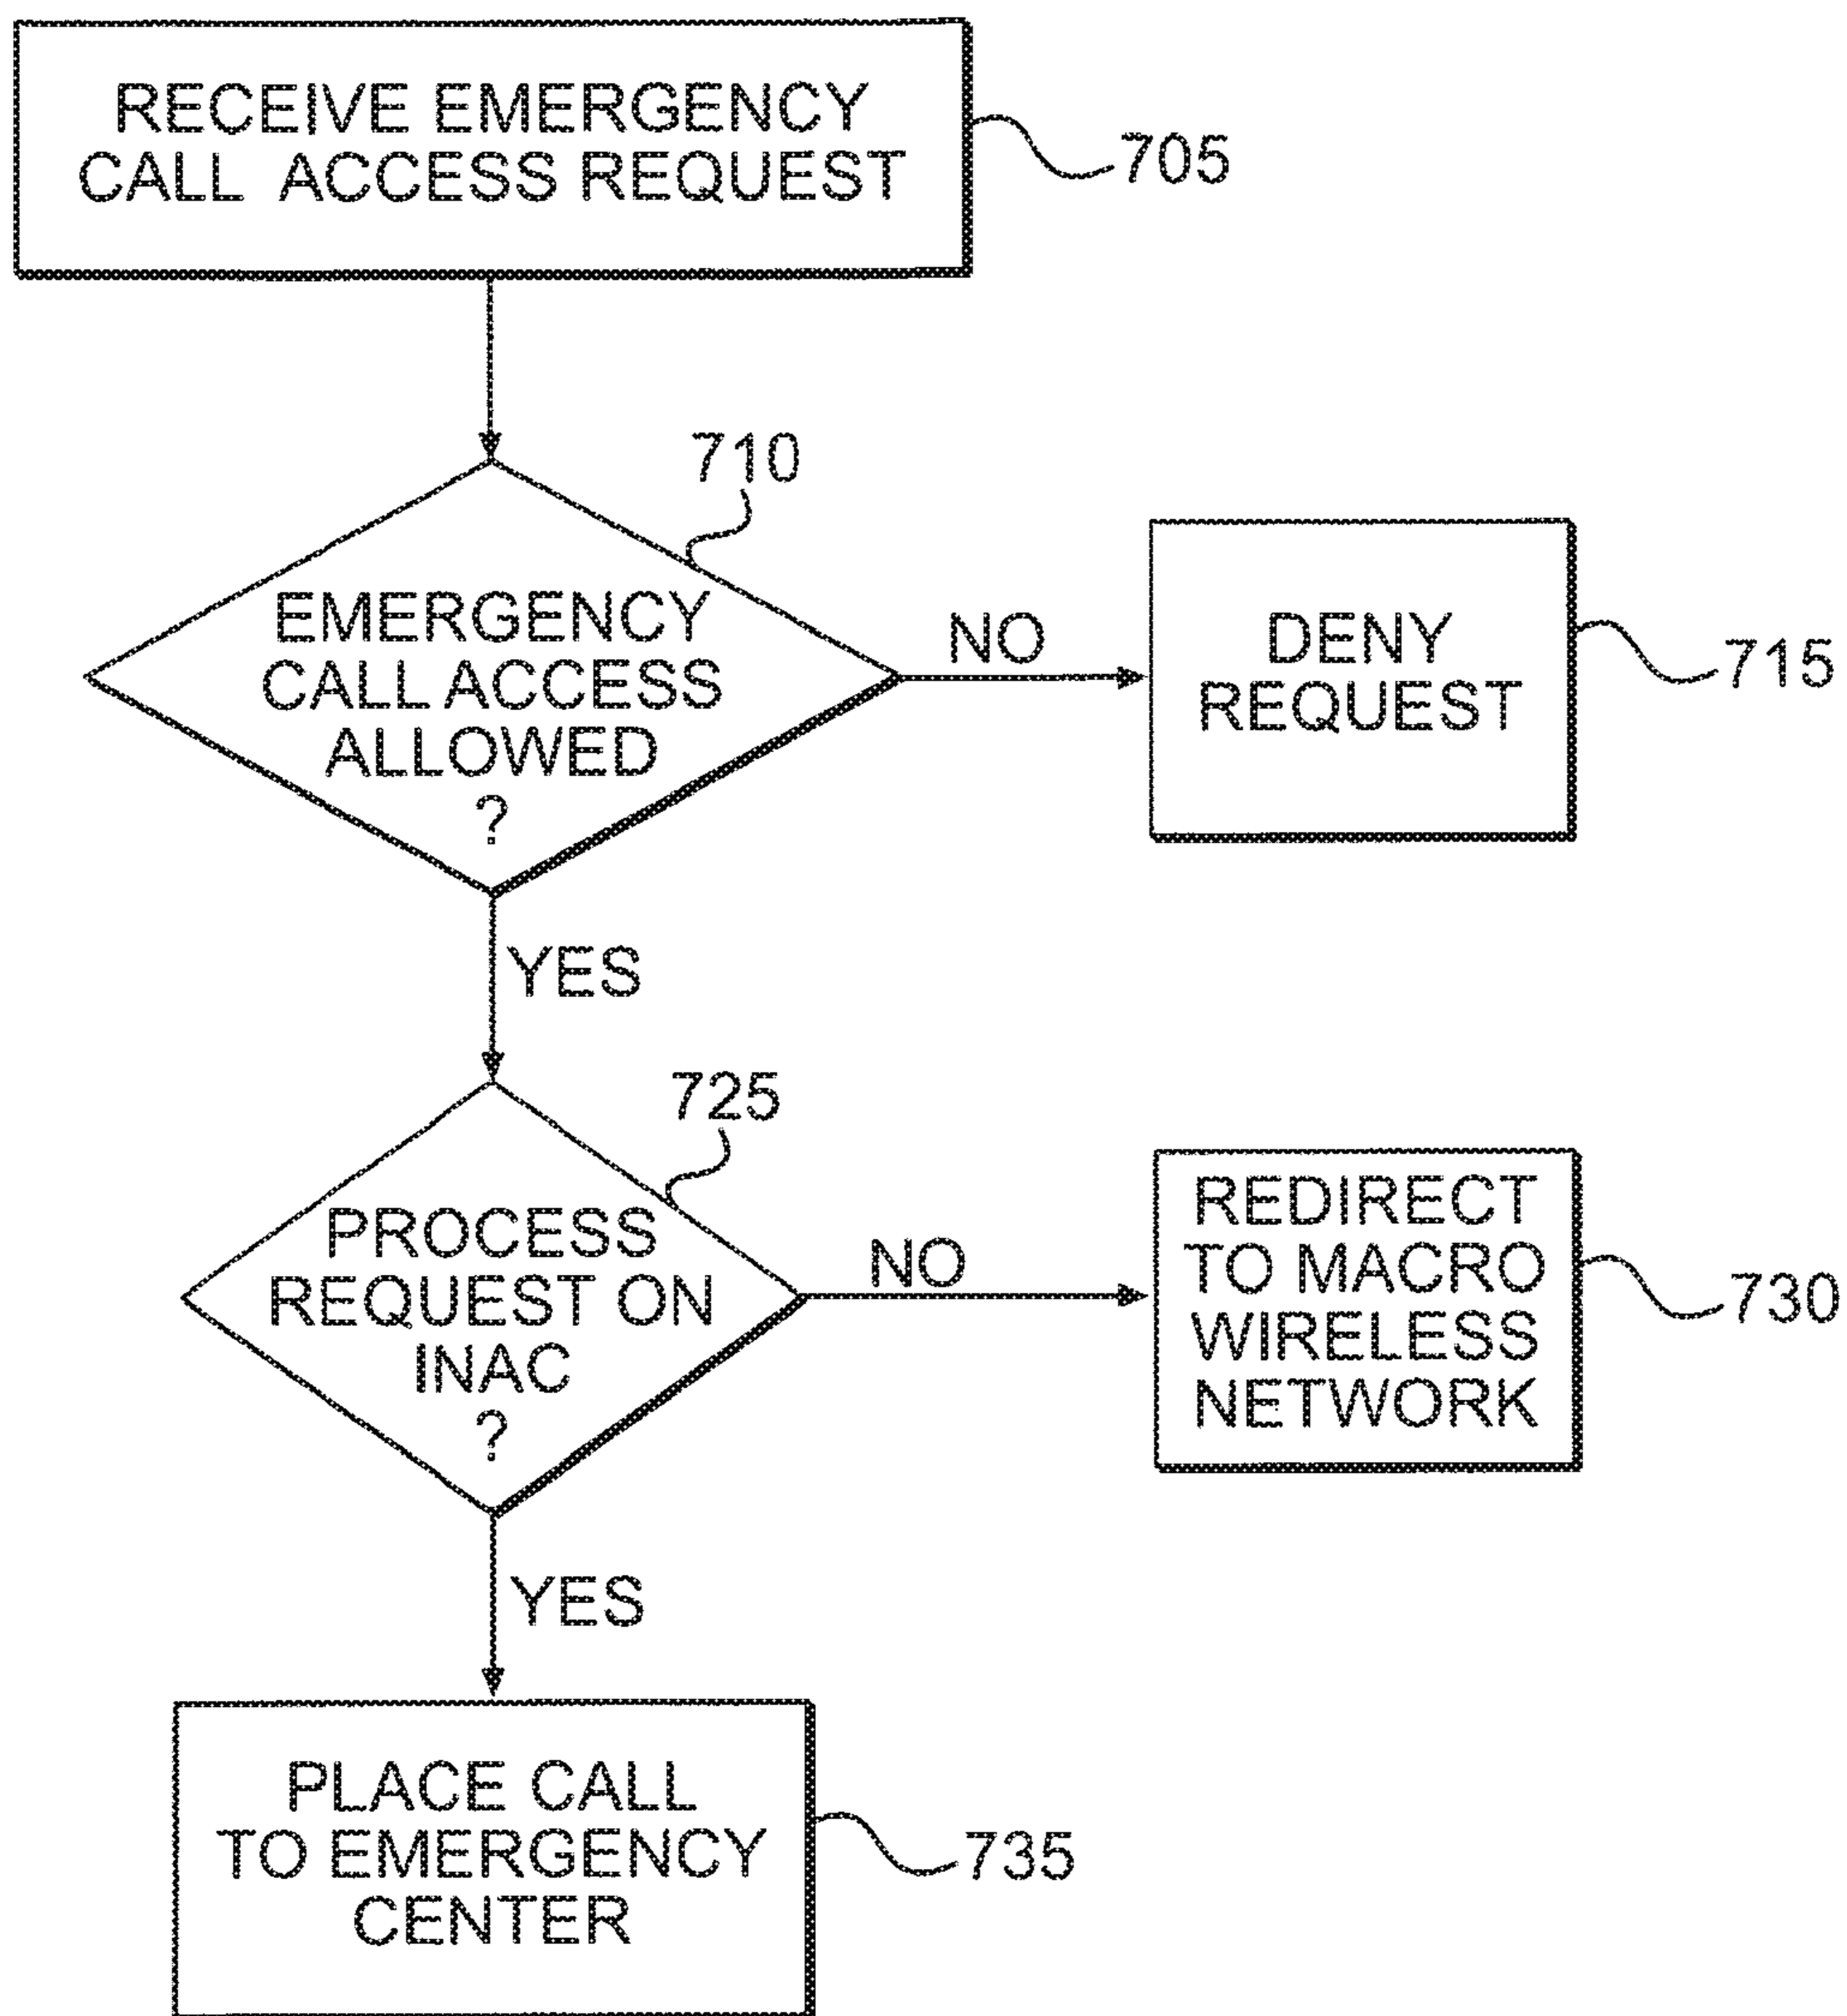 RECEIVE EMERGENCY
CALL ACCESS REQUEST
705
710
EMERGENCY
CALL ACCESS
ALLOWED
?
NO
DENY
REQUEST
715
YES
725
PROCESS
REQUEST ON
INAC
?
NO
REDIRECT
TO MACRO
WIRELESS
NETWORK
730
YES
PLACE CALL
TO EMERGENCY
CENTER
735